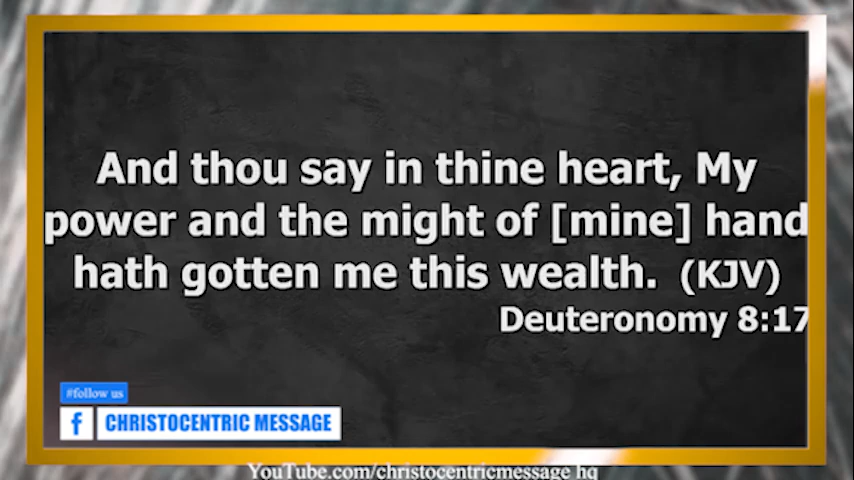 And thou say in thine heart, My
power and the might of [mine] hand
hath gotten me this wealth. (KJV)
Deuteronomy 8:17
#follow us
f CHRISTOCENTRIC MESSAGE
YouTube.com/christocentricmessage hq